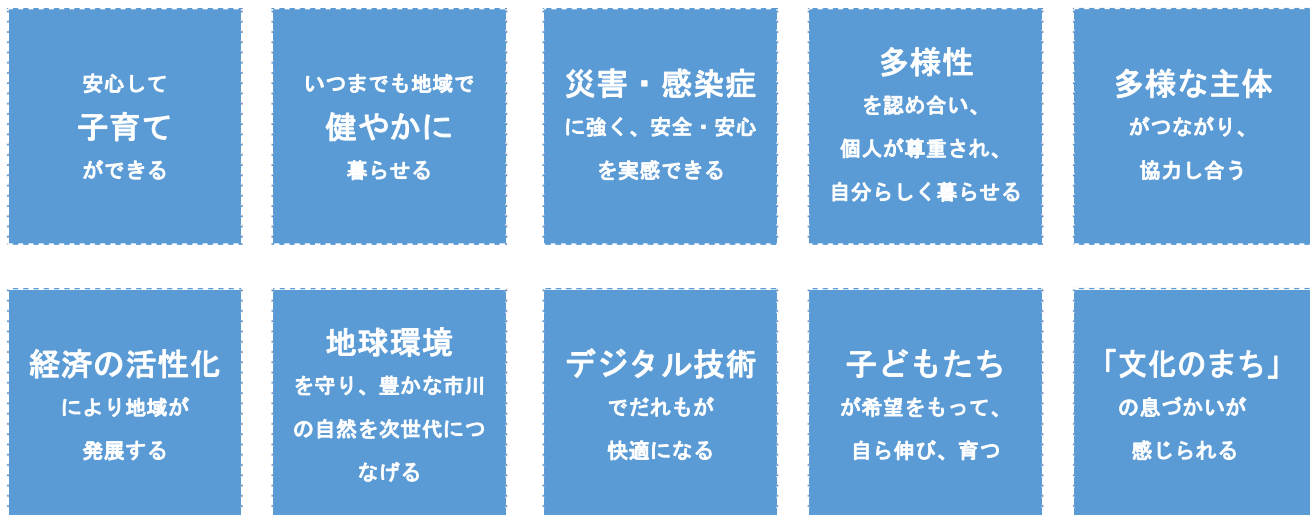 安心して
子育て
ができる
いつまでも地域で
健やかに
暮らせる
災害・感染症
に強く、安全・安心
を実感できる
多様性
を認め合い、
個人が尊重され、
自分らしく暮らせる
多様な主体
がつながり、
協力し合う
経済の活性化
により地域が
発展する
地球環境
を守り、豊かな市川
の自然を次世代につ
なげる
デジタル技術
でだれもが
快適になる
子どもたち
が希望をもって、
自ら伸び、育つ
「文化のまち」
の息づかいが
感じられる